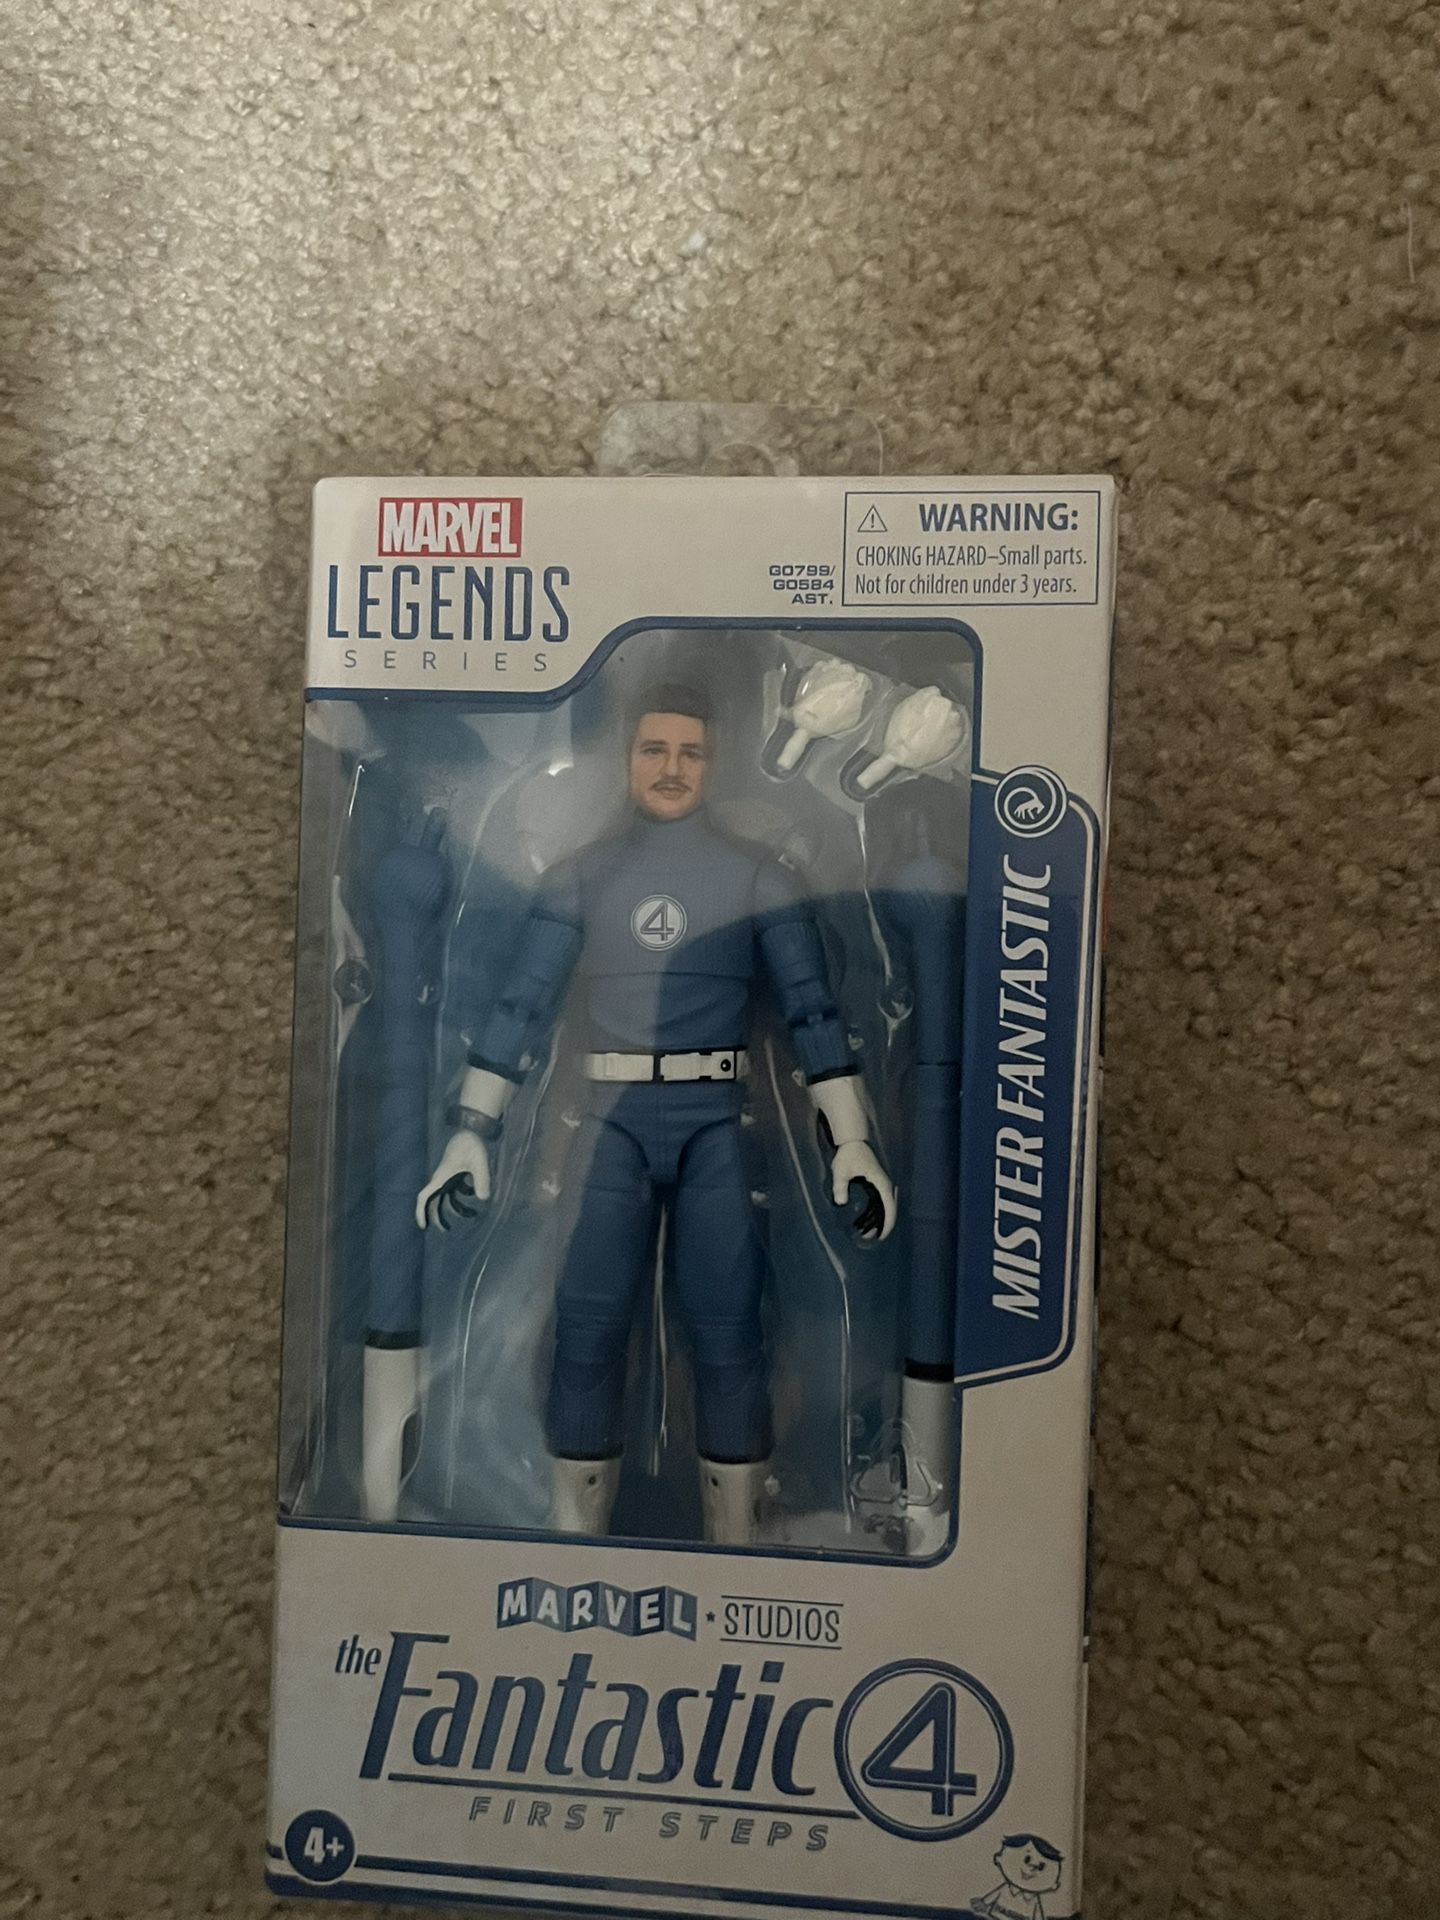 MARVEL
LEGENDS
SERIES
G0799/
G0584
AST.
WARNING:
CHOKING HAZARD–Small parts.
Not for children under 3 years.
4
MISTER FANTASTIC
MARVEL STUDIOS
the Fantastic 4
FIRST STEPS
4+